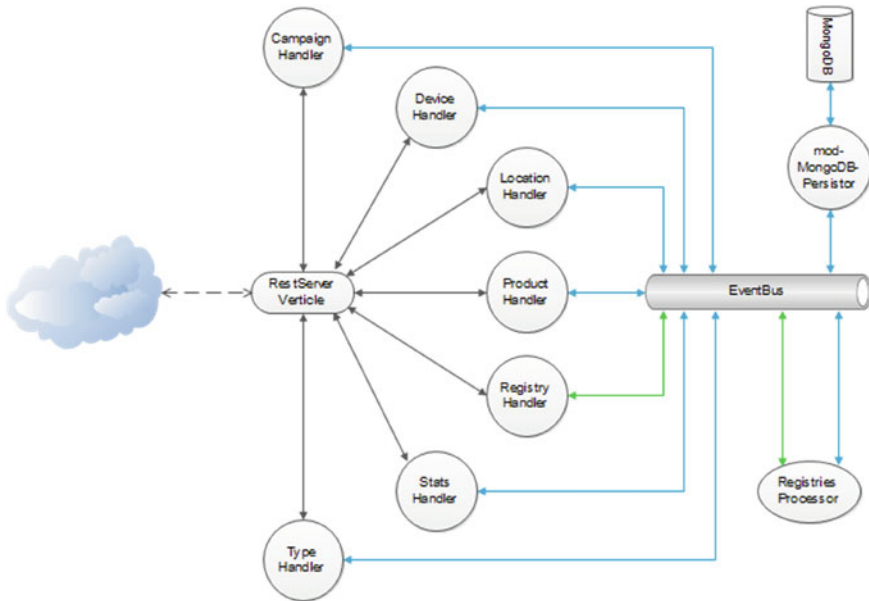 Campaign
Handler
MongoDB
Device
Handler
mod-
MongoDB-
Persistor
Location
Handler
RestServer
Verticle
Product
Handler
EventBus
Registry
Handler
Stats
Handler
Registries
Processor
Type
Handler